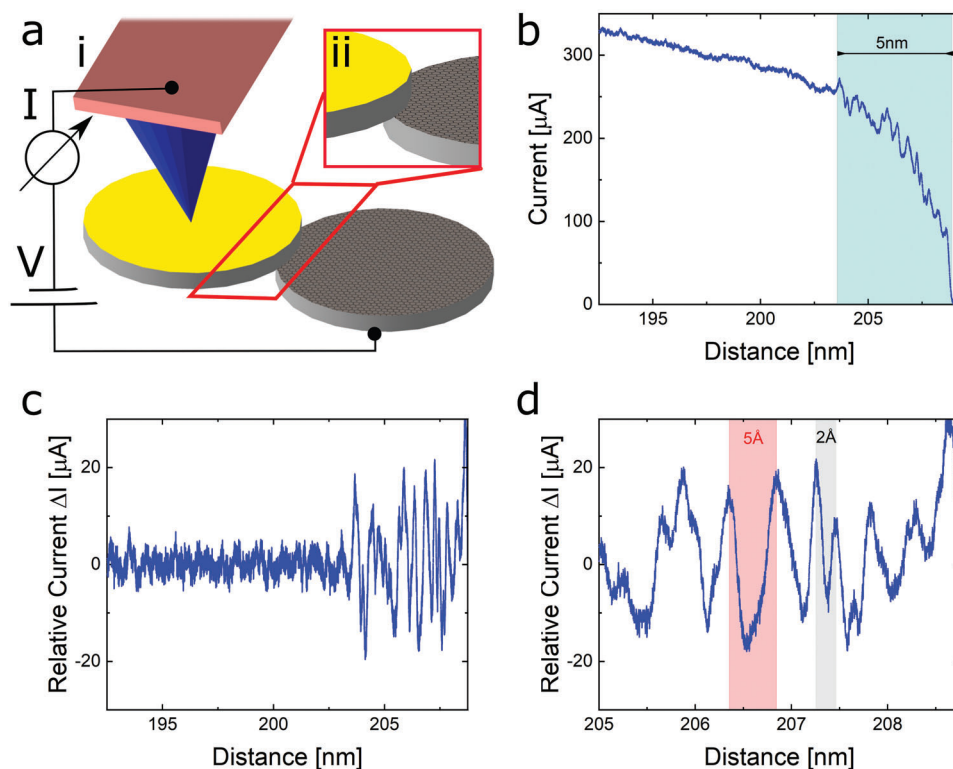 a
i
ii
I
V
b
5nm
Current [μA]
300
200
100
0
195
200
205
Distance [nm]
c
Relative Current ΔI [μA]
20
0
-20
195
200
205
Distance [nm]
d
5Å
2Å
Relative Current ΔI [μA]
20
0
-20
205
206
207
208
Distance [nm]